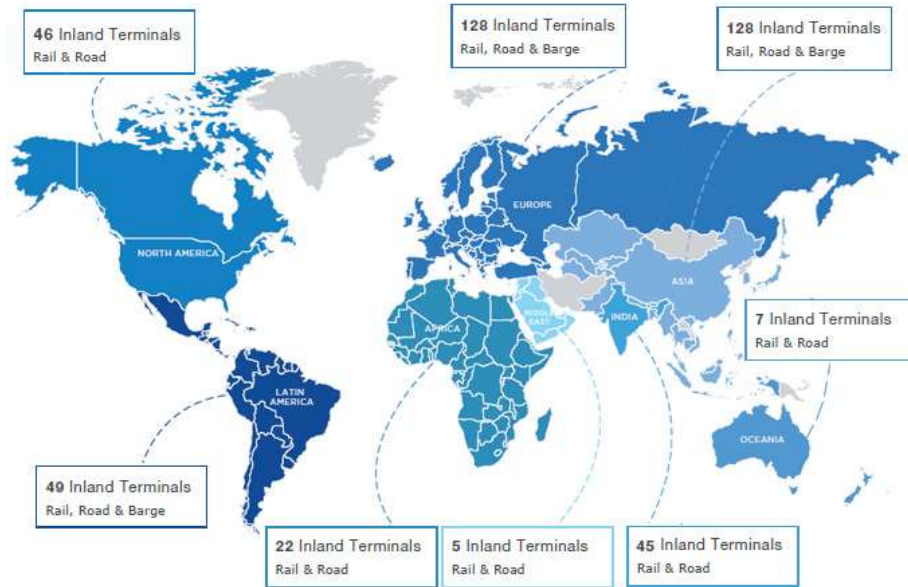 46 Inland Terminals
Rail & Road
128 Inland Terminals
Rail, Road & Barge
128 Inland Terminals
Rail, Road & Barge
EUROPE
NORTH AMERICA
ASIA
AFRICA
MIDDLE
EAST
INDIA
7 Inland Terminals
Rail & Road
LATIN
AMERICA
OCEANIA
49 Inland Terminals
Rail, Road & Barge
22 Inland Terminals
Rail & Road
5 Inland Terminals
Rail & Road
45 Inland Terminals
Rail & Road